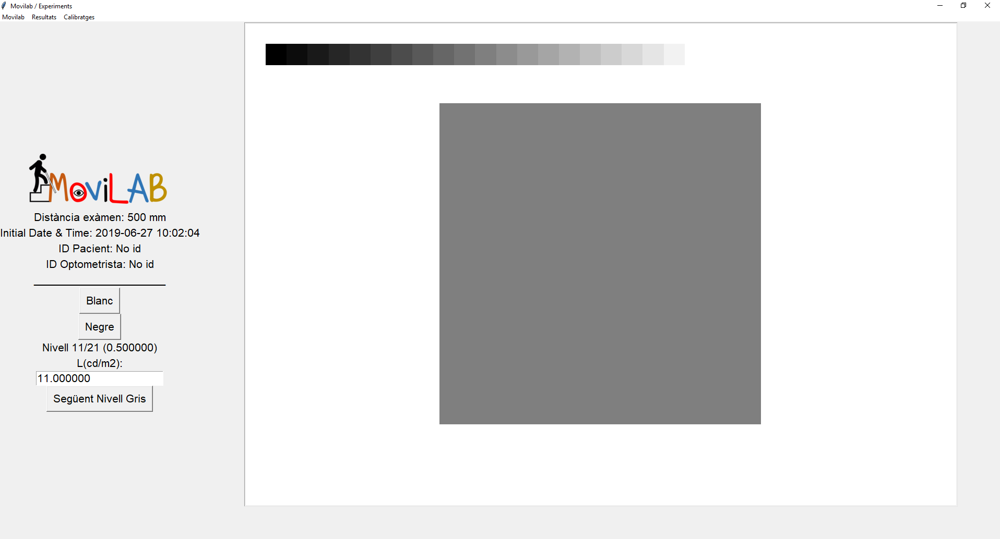 Movilab / Experiments
Movilab Resultats Calibratges
MoviLAB
Distància exàmen: 500 mm
Initial Date & Time: 2019-06-27 10:02:04
ID Pacient: No id
ID Optometrista: No id
Blanc
Negre
Nivell 11/21 (0.500000)
L(cd/m2):
11.000000
Següent Nivell Gris